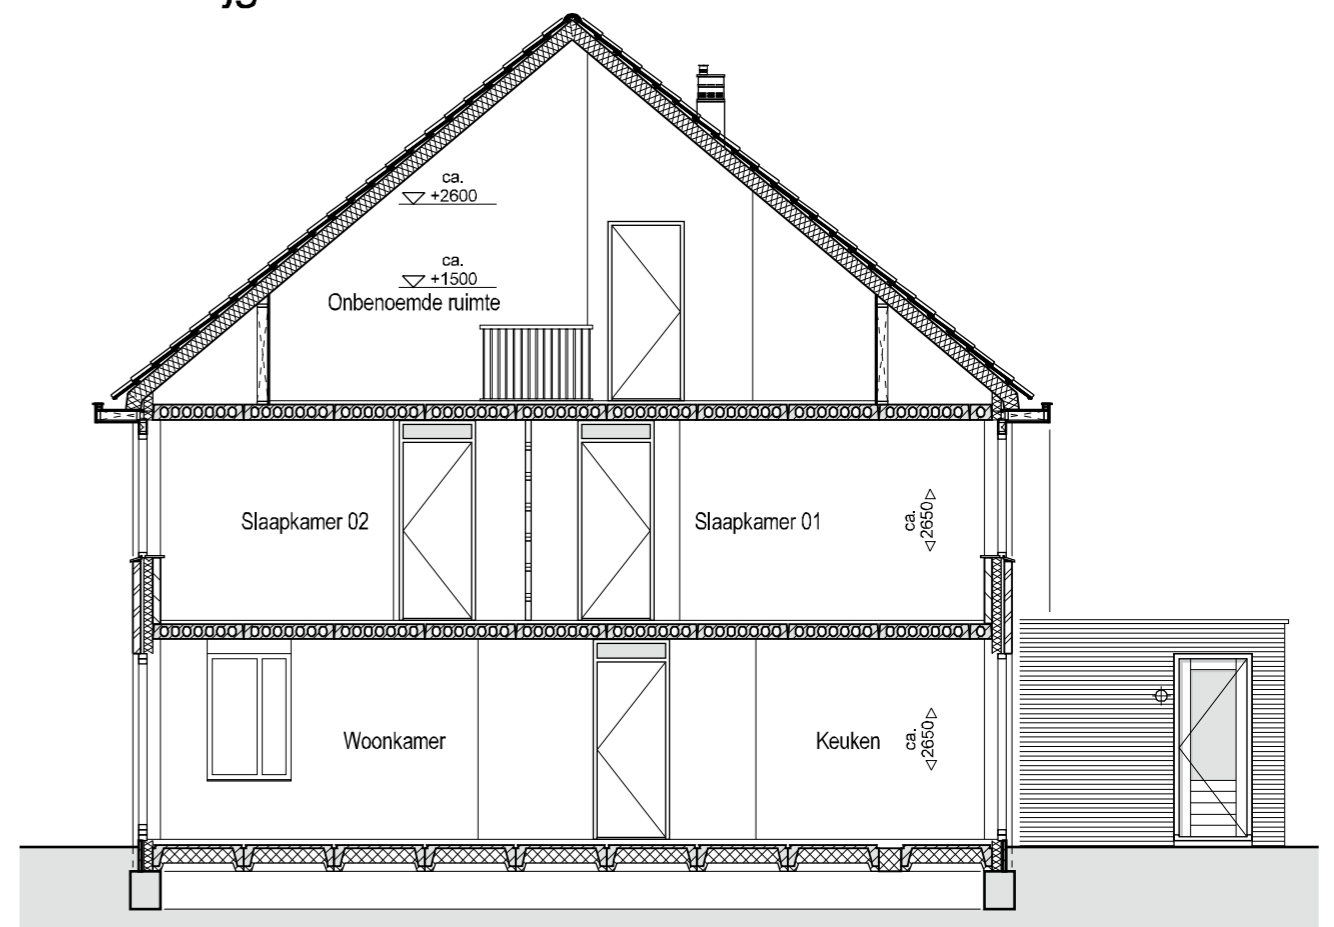 ca.
+2600
ca.
+1500
Onbenoemde ruimte
Slaapkamer 02
Slaapkamer 01
ca.
2650
Woonkamer
Keuken
ca.
2650